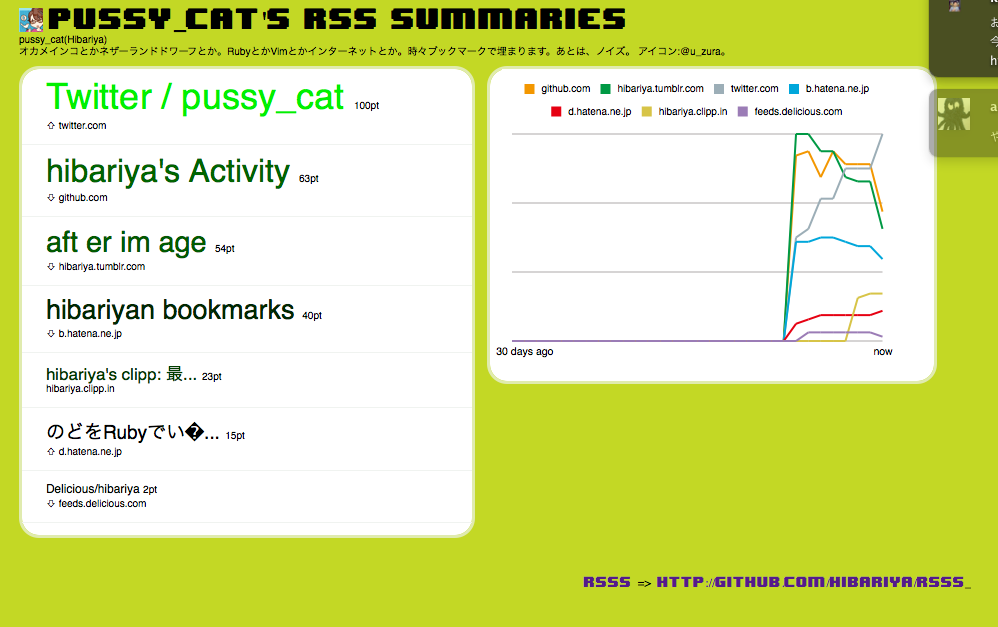 PUSSY_CAT'S RSS SUMMARIES
pussy_cat(Hibariya)
オカメインコとかネザーランドドワーフとか。RubyとかVimとかインターネットとか。時々ブックマークで埋まります。あとは、ノイズ。 アイコン:@u_zura。
Twitter / pussy_cat 100pt
twitter.com
hibariya's Activity 63pt
github.com
aft er im age 54pt
hibariya.tumblr.com
hibariyan bookmarks 40pt
b.hatena.ne.jp
hibariya's clipp: 最... 23pt
hibariya.clipp.in
のどをRubyでい�... 15pt
d.hatena.ne.jp
Delicious/hibariya 2pt
feeds.delicious.com
github.com hibariya.tumblr.com twitter.com b.hatena.ne.jp
d.hatena.ne.jp hibariya.clipp.in feeds.delicious.com
30 days ago now
お
今
h
a
や
RSSS => HTTP://GITHUB.COM/HIBARIYA/RSSS_